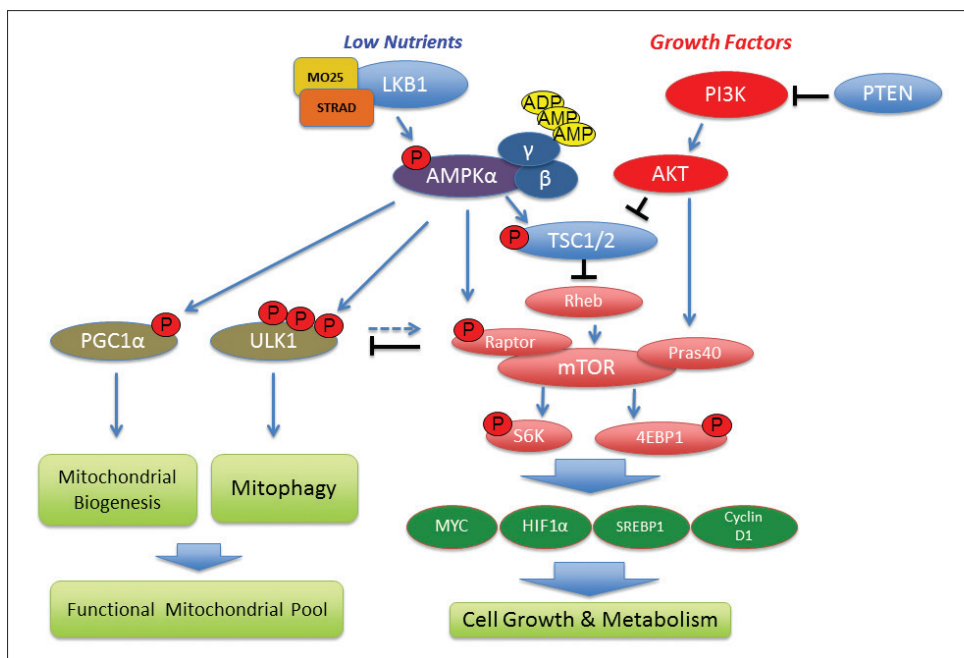 Low Nutrients
Growth Factors
MO25
LKB1
STRAD
PI3K
PTEN
ADP
AMP
AMP
γ
P
AMPKα
β
AKT
P
TSC1/2
Rheb
P
P
P
P
PGC1α
ULK1
P
Raptor
Pras40
mTOR
P
S6K
4EBP1
P
Mitochondrial
Biogenesis
Mitophagy
MYC
HIF1α
SREBP1
Cyclin
D1
Functional Mitochondrial Pool
Cell Growth & Metabolism